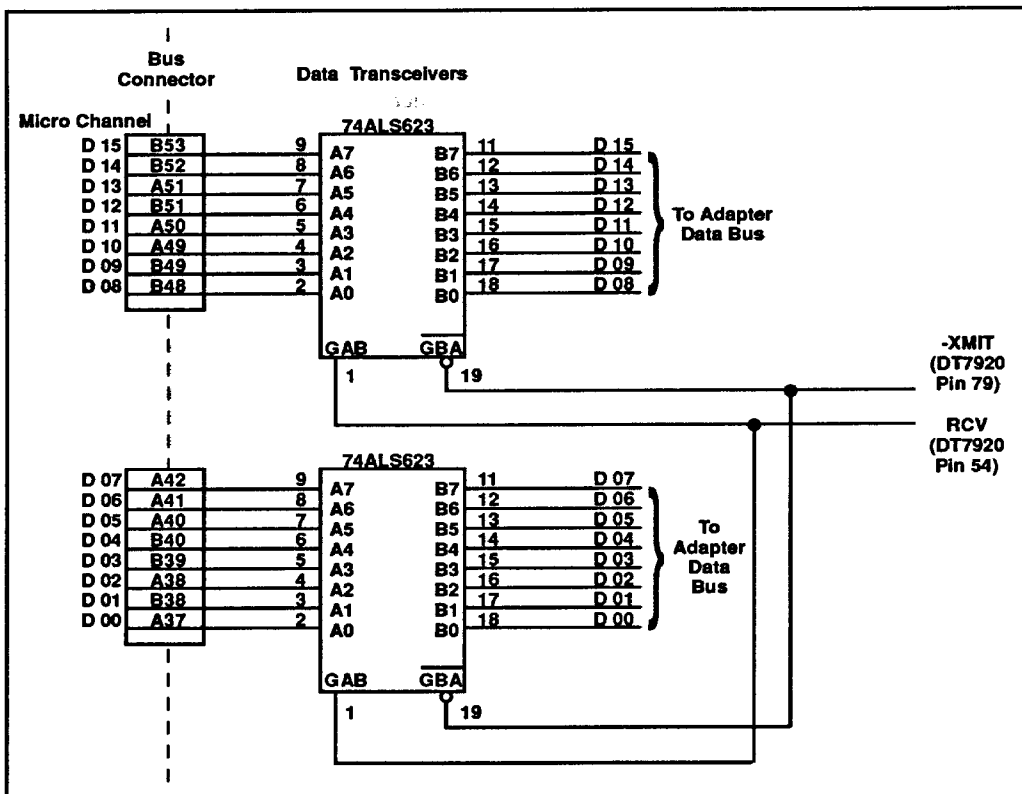 Bus
Connector
Data Transceivers
Micro Channel
74ALS623
D 15 B53 9 A7 B7 11 D 15
D 14 B52 8 A6 B6 12 D 14
D 13 A51 7 A5 B5 13 D 13
D 12 B51 6 A4 B4 14 D 12
D 11 A50 5 A3 B3 15 D 11
D 10 A49 4 A2 B2 16 D 10
D 09 B49 3 A1 B1 17 D 09
D 08 B48 2 A0 B0 18 D 08
To Adapter
Data Bus
GAB GBA
1 19
-XMIT
(DT7920
Pin 79)
RCV
(DT7920
Pin 54)
74ALS623
D 07 A42 9 A7 B7 11 D 07
D 06 A41 8 A6 B6 12 D 06
D 05 A40 7 A5 B5 13 D 05
D 04 B40 6 A4 B4 14 D 04
D 03 B39 5 A3 B3 15 D 03
D 02 A38 4 A2 B2 16 D 02
D 01 B38 3 A1 B1 17 D 01
D 00 A37 2 A0 B0 18 D 00
To
Adapter
Data
Bus
GAB GBA
1 19